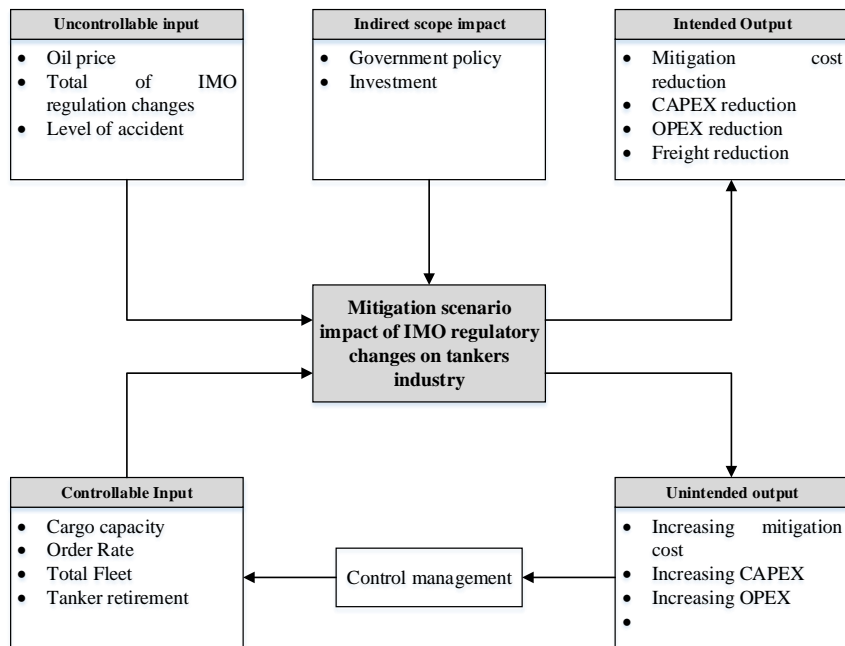 Uncontrollable input
• Oil price
• Total of IMO
regulation changes
• Level of accident
Indirect scope impact
• Government policy
• Investment
Intended Output
• Mitigation cost
reduction
• CAPEX reduction
• OPEX reduction
• Freight reduction
Mitigation scenario
impact of IMO regulatory
changes on tankers
industry
Controllable Input
• Cargo capacity
• Order Rate
• Total Fleet
• Tanker retirement
Control management
Unintended output
• Increasing mitigation
cost
• Increasing CAPEX
• Increasing OPEX
•